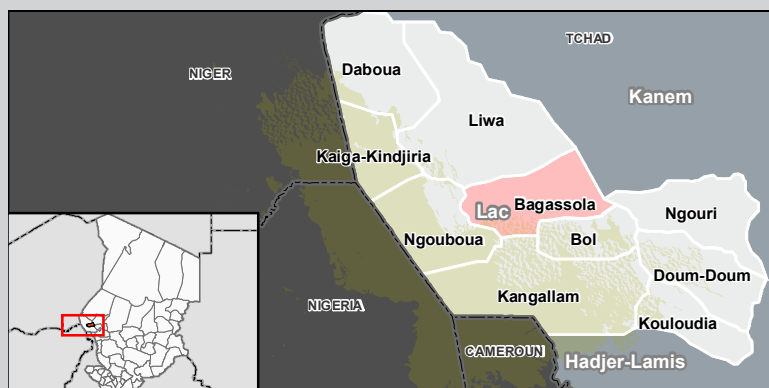 TCHAD
NIGER
Daboua
Kanem
Liwa
Kaiga-Kindjiria
Bagassola
Lac
Ngouri
Ngouboua
Bol
Doum-Doum
Kangallam
NIGERIA
Kouloudia
CAMEROUN
Hadjer-Lamis